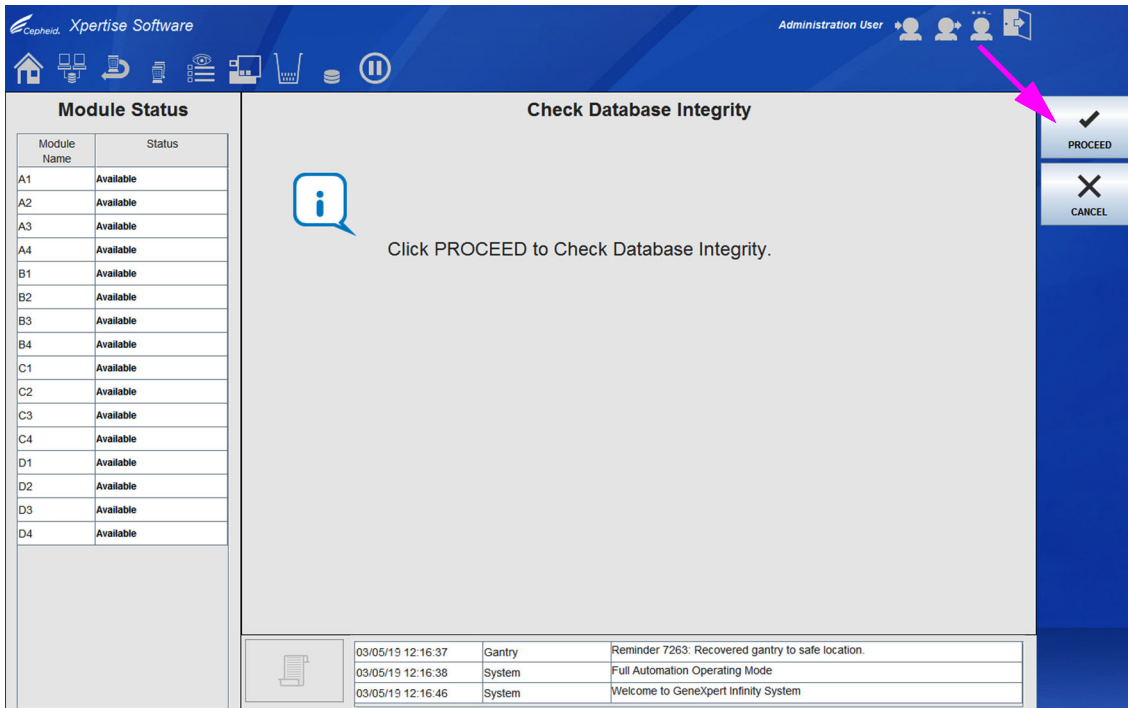 Cepheid. Xpertise Software
Administration User
Module Status
Check Database Integrity
PROCEED
CANCEL
Module Name Status
A1 Available
A2 Available
A3 Available
A4 Available
B1 Available
B2 Available
B3 Available
B4 Available
C1 Available
C2 Available
C3 Available
C4 Available
D1 Available
D2 Available
D3 Available
D4 Available
i
Click PROCEED to Check Database Integrity.
03/05/19 12:16:37 Gantry Reminder 7263: Recovered gantry to safe location.
03/05/19 12:16:38 System Full Automation Operating Mode
03/05/19 12:16:46 System Welcome to GeneXpert Infinity System